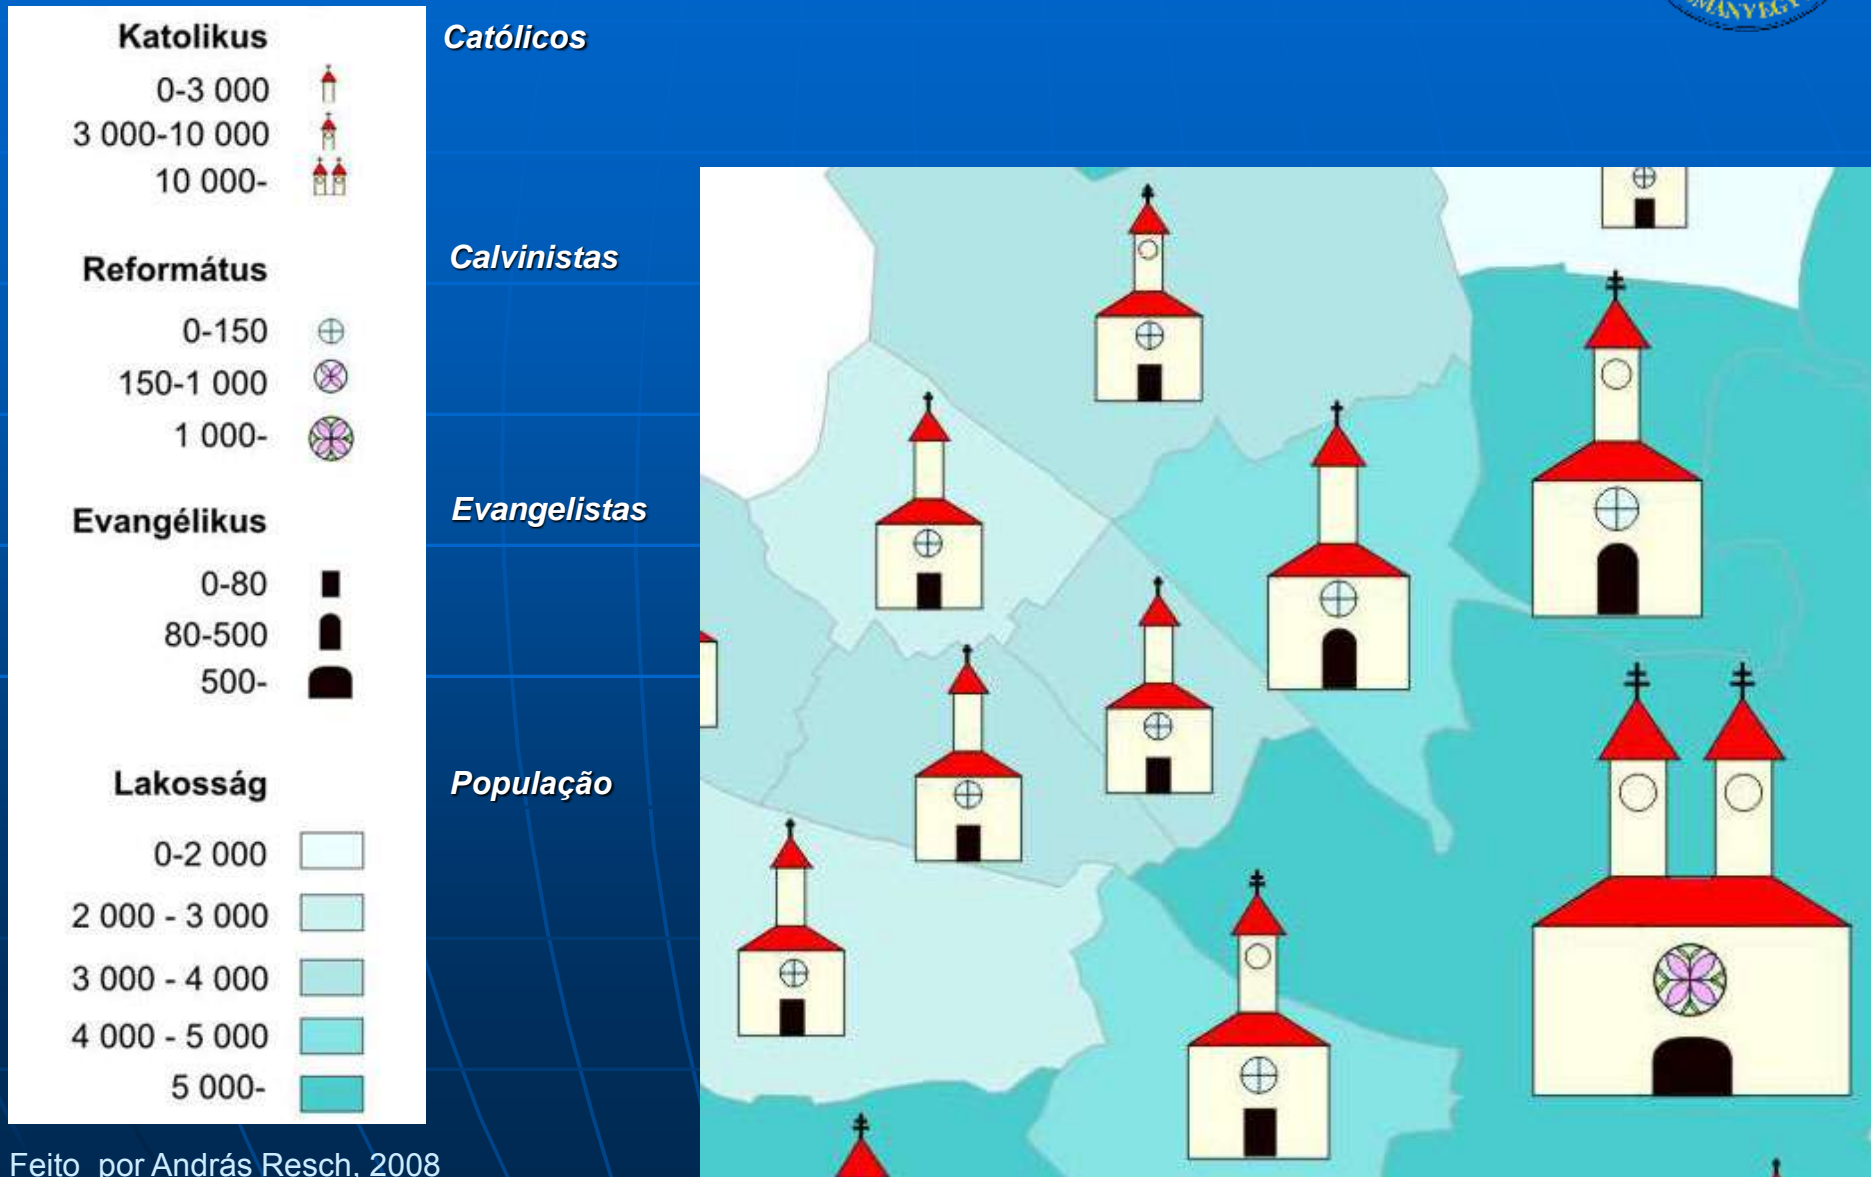 Katolikus
0-3 000
3 000-10 000
10 000-
Református
0-150
150-1 000
1 000-
Evangélikus
0-80
80-500
500-
Lakosság
0-2 000
2 000 - 3 000
3 000 - 4 000
4 000 - 5 000
5 000-
Católicos
Calvinistas
Evangelistas
População
Feito por András Resch, 2008